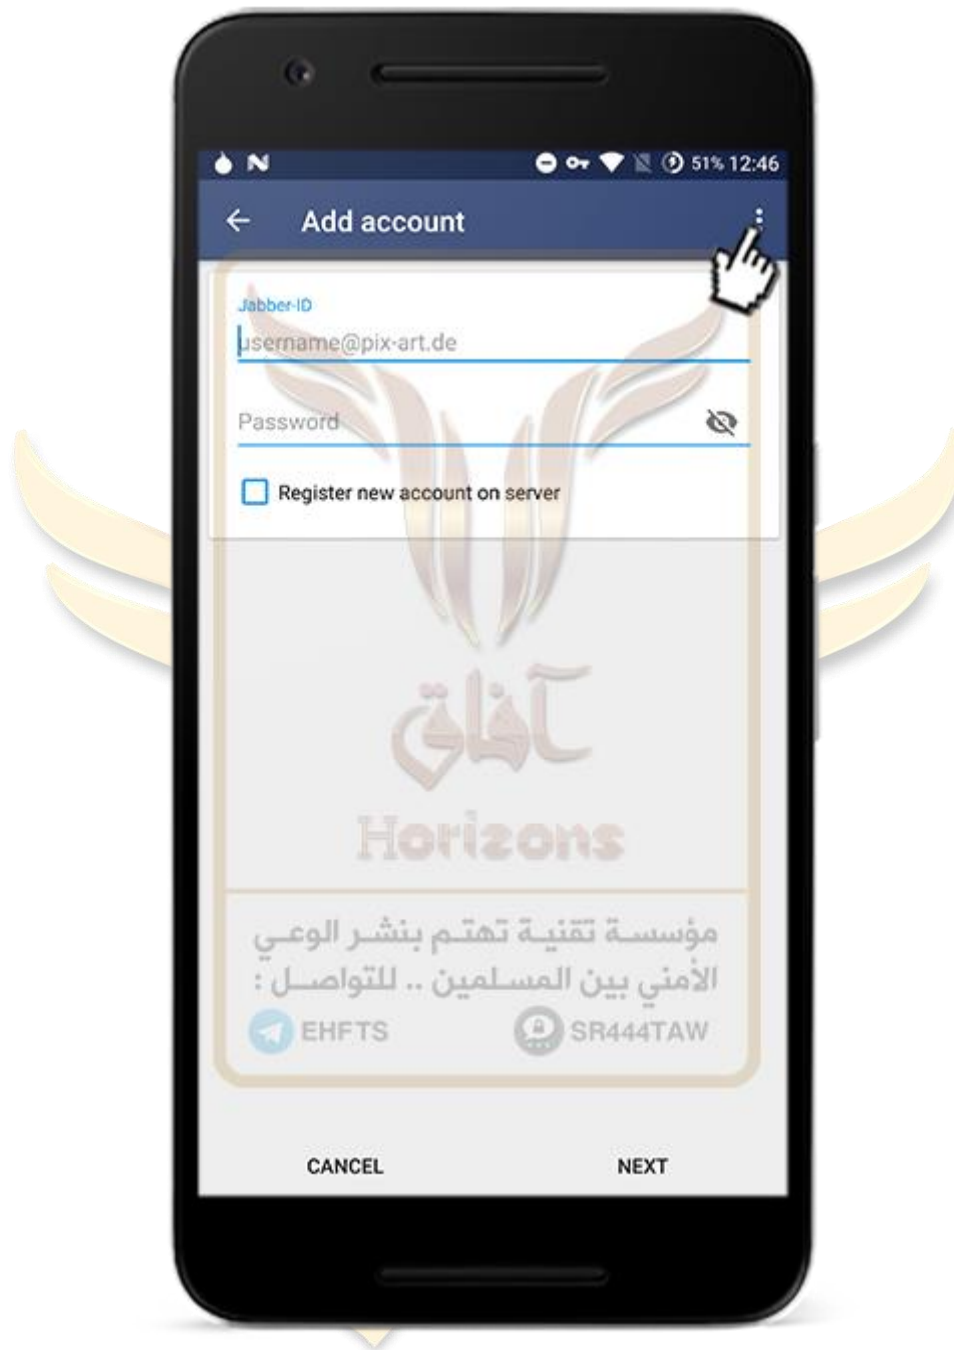 51% 12:46
Add account
Jabber-ID
username@pix-art.de
Password
Register new account on server
آفاق
Horizons
مؤسسة تقنية تهتم بنشر الوعي
الأمني بين المسلمين .. للتواصل :
EHFTS SR444TAW
CANCEL NEXT